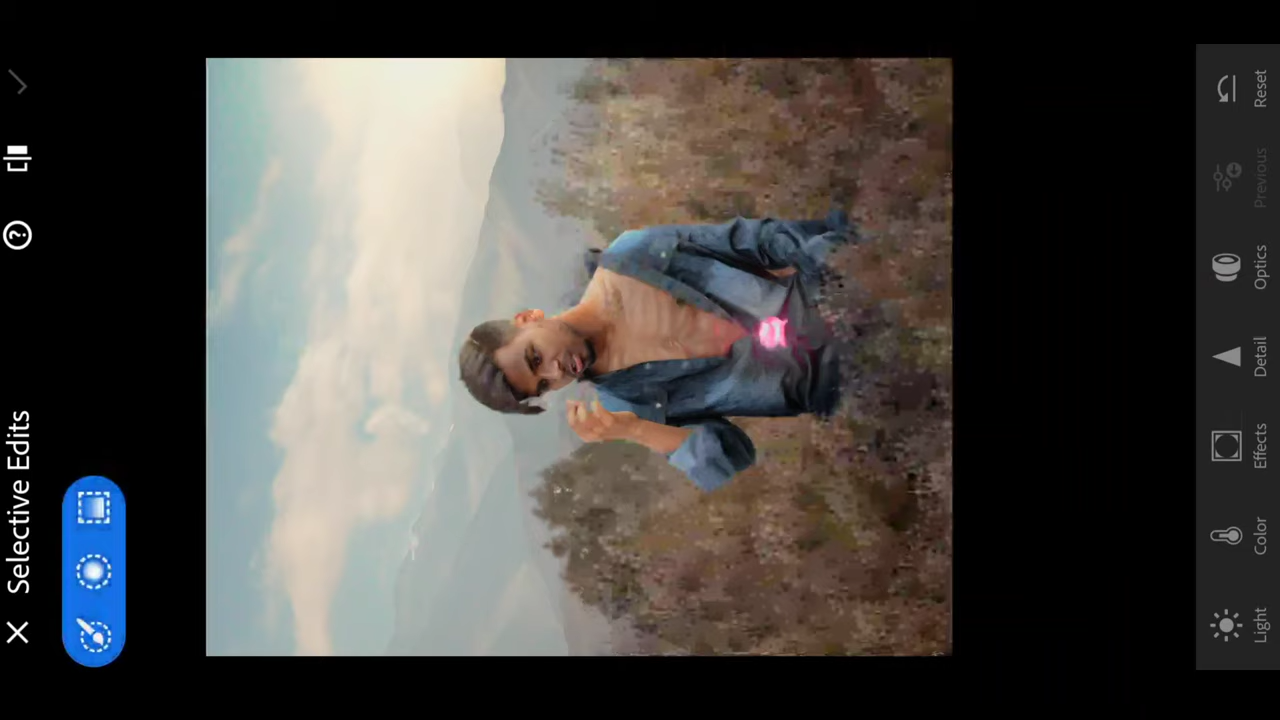 Selective Edits
Light
Color
Effects
Detail
Optics
Previous
Reset